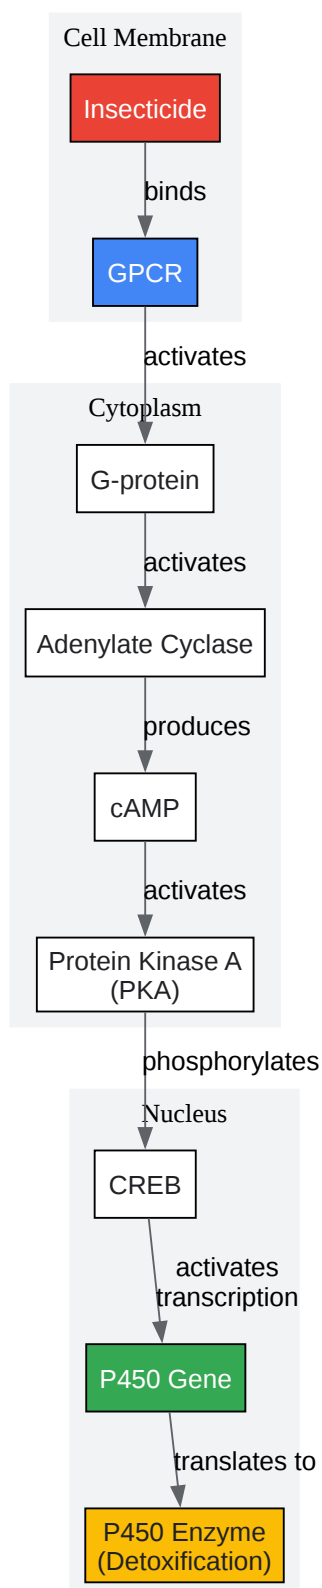 Cell Membrane
Insecticide
binds
GPCR
activates
Cytoplasm
G-protein
activates
Adenylate Cyclase
produces
cAMP
activates
Protein Kinase A
(PKA)
phosphorylates
Nucleus
CREB
activates
transcription
P450 Gene
translates to
P450 Enzyme
(Detoxification)